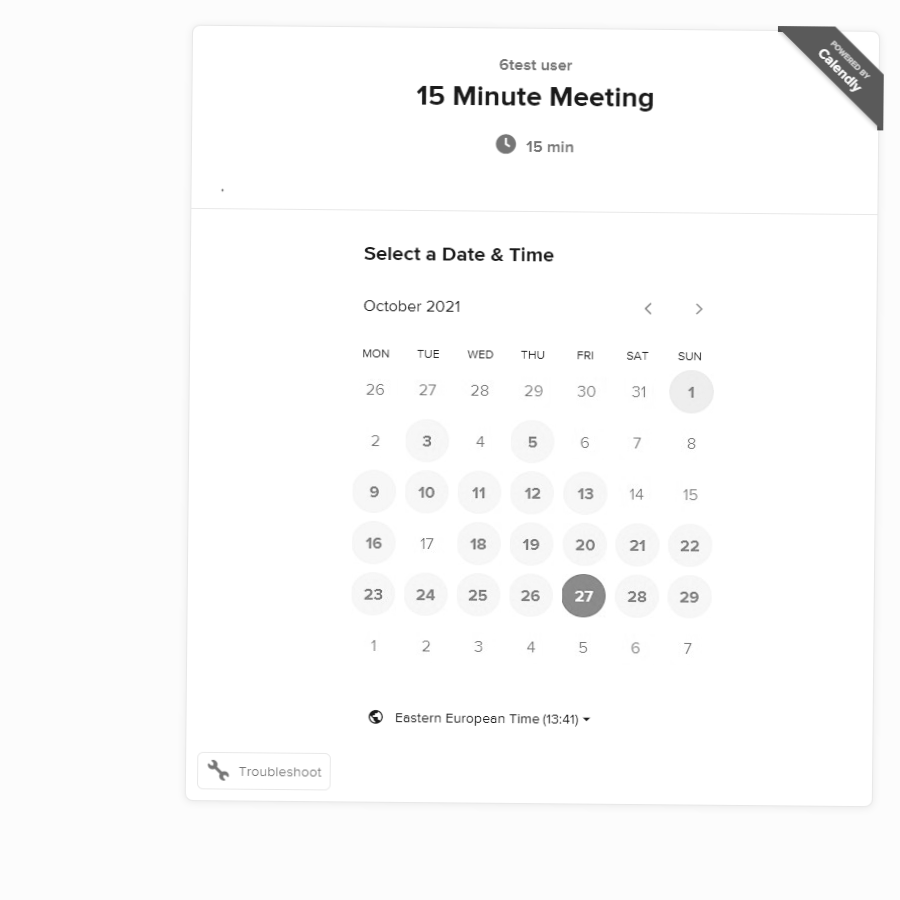 POWERED BY
Calendly
6test user
15 Minute Meeting
15 min
Select a Date & Time
October 2021
MON TUE WED THU FRI SAT SUN
26 27 28 29 30 31 1
2 3 4 5 6 7 8
9 10 11 12 13 14 15
16 17 18 19 20 21 22
23 24 25 26 27 28 29
1 2 3 4 5 6 7
Eastern European Time (13:41)
Troubleshoot